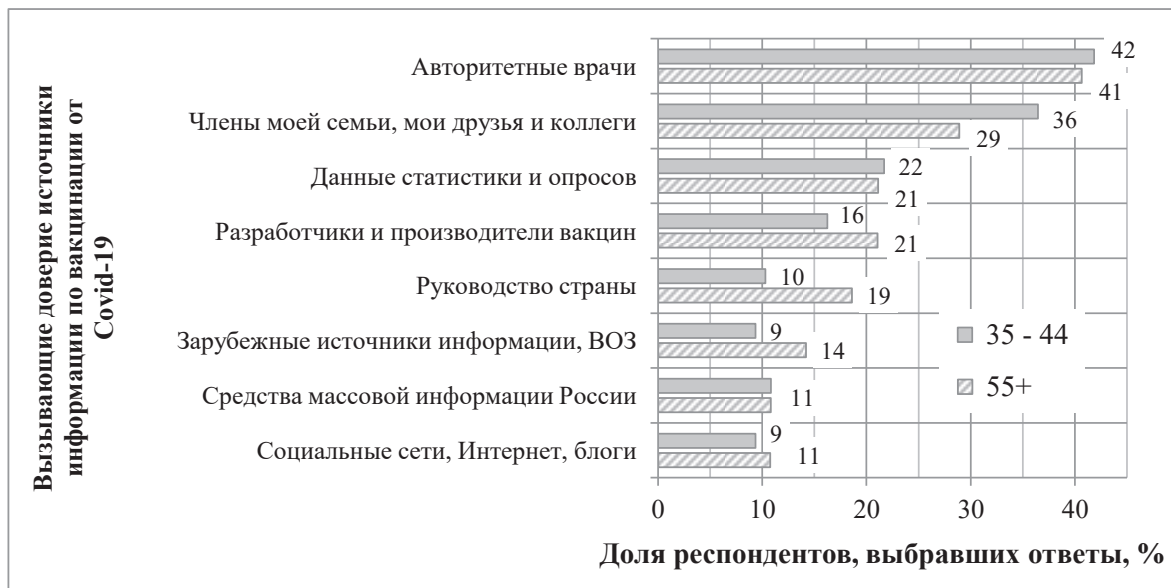 Вызывающие доверие источники
информации по вакцинации от
Covid-19
Авторитетные врачи
42
41
Члены моей семьи, мои друзья и коллеги
36
29
Данные статистики и опросов
22
21
Разработчики и производители вакцин
16
21
Руководство страны
10
19
Зарубежные источники информации, ВОЗ
9
14
Средства массовой информации России
11
Социальные сети, Интернет, блоги
9
11
35 - 44
55+
0 10 20 30 40
Доля респондентов, выбравших ответы, %